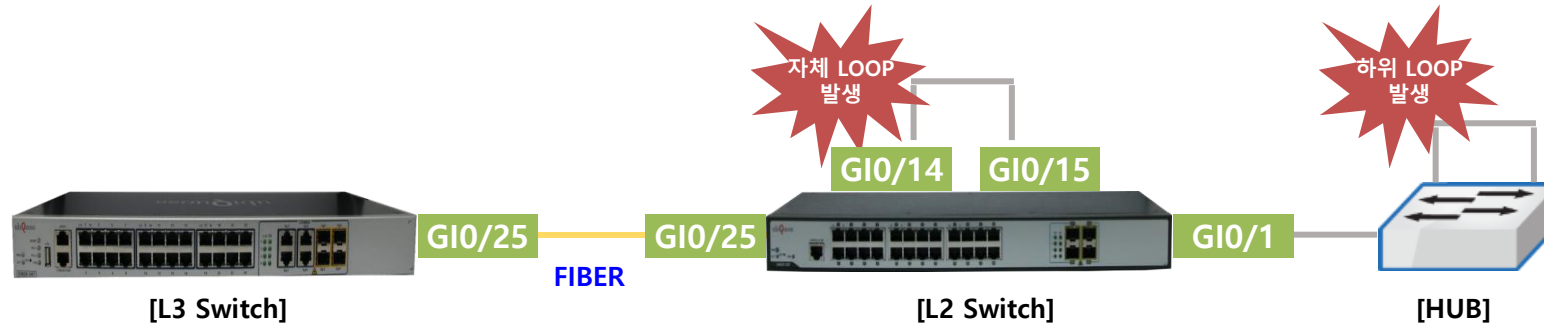 자체 LOOP
발생
하위 LOOP
발생
GI0/14
GI0/15
GI0/25
GI0/25
GI0/1
FIBER
[L3 Switch]
[L2 Switch]
[HUB]